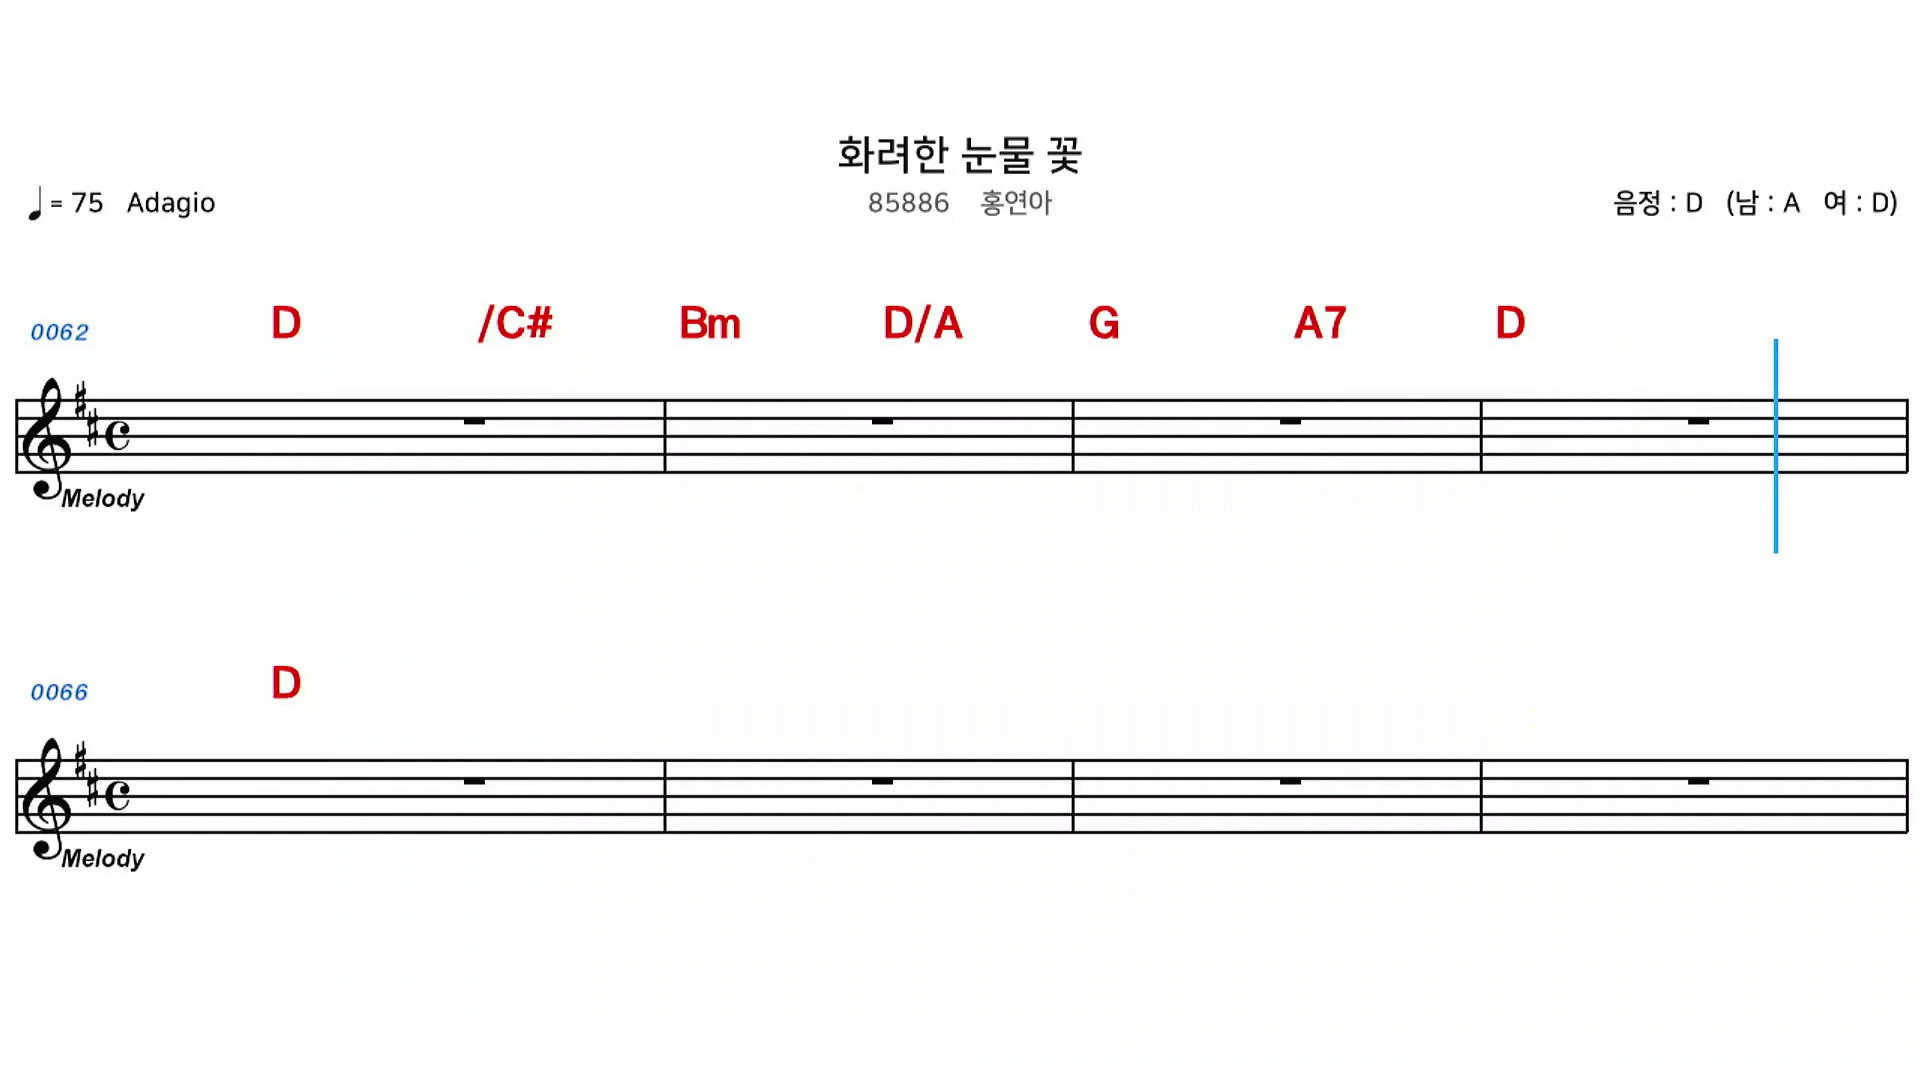 화려한 눈물 꽃
= 75 Adagio
85886 홍연아
음정 : D (남 : A 여 : D)
0062 D /C# Bm D/A G A7 D
Melody
0066 D
Melody